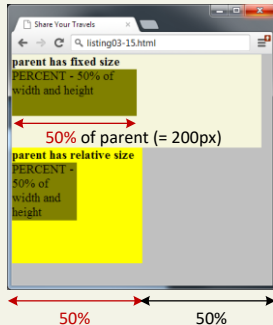 Share Your Travels
listing03-15.html
parent has fixed size
PERCENT - 50% of
width and height
50% of parent (= 200px)
parent has relative size
PERCENT -
50% of
width and
height
50%
50%